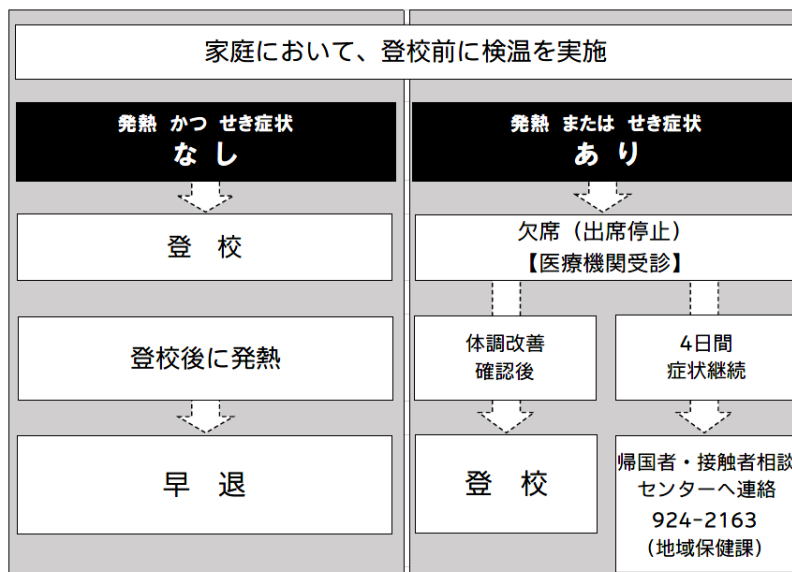 家庭において、登校前に検温を実施
発熱 かつ せき症状
なし
登 校
登校後に発熱
早 退
発熱 または せき症状
あり
欠席（出席停止）
【医療機関受診】
体調改善
確認後
登 校
4日間
症状継続
帰国者・接触者相談
センターへ連絡
924-2163
（地域保健課）